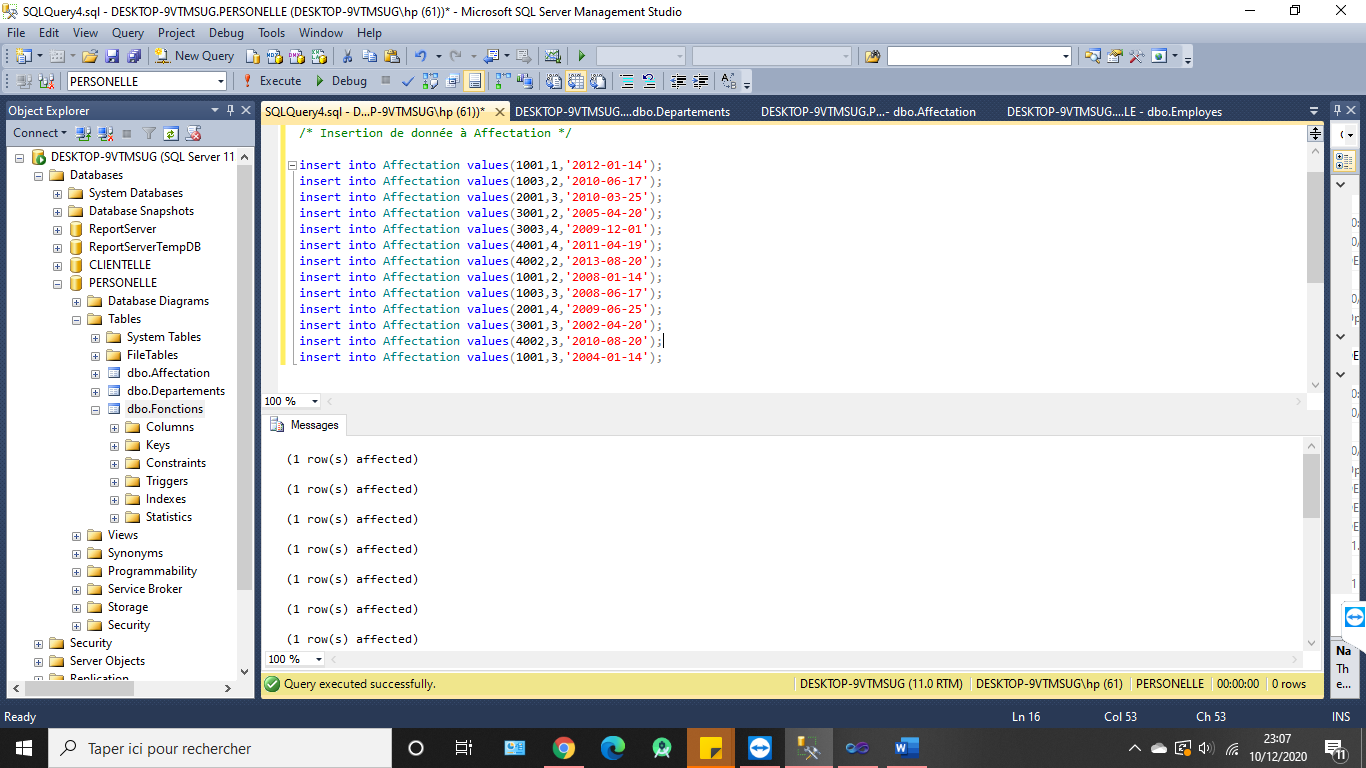 SQLQuery4.sql - DESKTOP-9VTMSUG.PERSONELLE (DESKTOP-9VTMSUG\hp (61))* - Microsoft SQL Server Management Studio
File Edit View Query Project Debug Tools Window Help
New Query
PERSONELLE Execute Debug
Object Explorer
Connect
DESKTOP-9VTMSUG (SQL Server 11
Databases
System Databases
Database Snapshots
ReportServer
ReportServerTempDB
CLIENTELLE
PERSONELLE
Database Diagrams
Tables
System Tables
FileTables
dbo.Affectation
dbo.Departements
dbo.Fonctions
Columns
Keys
Constraints
Triggers
Indexes
Statistics
Views
Synonyms
Programmability
Service Broker
Storage
Security
Security
Server Objects
Replication
SQLQuery4.sql - D...P-9VTMSUG\hp (61))* DESKTOP-9VTMSUG....dbo.Departements DESKTOP-9VTMSUG.P...- dbo.Affectation DESKTOP-9VTMSUG....LE - dbo.Employes
/* Insertion de donnée à Affectation */
insert into Affectation values(1001,1,'2012-01-14');
insert into Affectation values(1003,2,'2010-06-17');
insert into Affectation values(2001,3,'2010-03-25');
insert into Affectation values(3001,2,'2005-04-20');
insert into Affectation values(3003,4,'2009-12-01');
insert into Affectation values(4001,4,'2011-04-19');
insert into Affectation values(4002,2,'2013-08-20');
insert into Affectation values(1001,2,'2008-01-14');
insert into Affectation values(1003,3,'2008-06-17');
insert into Affectation values(2001,4,'2009-06-25');
insert into Affectation values(3001,3,'2002-04-20');
insert into Affectation values(4002,3,'2010-08-20');
insert into Affectation values(1001,3,'2004-01-14');
100 %
Messages
(1 row(s) affected)
(1 row(s) affected)
(1 row(s) affected)
(1 row(s) affected)
(1 row(s) affected)
(1 row(s) affected)
(1 row(s) affected)
100 %
Query executed successfully. DESKTOP-9VTMSUG (11.0 RTM) DESKTOP-9VTMSUG\hp (61) PERSONELLE 00:00:00 0 rows
Na
Th
e...
Ready Ln 16 Col 53 Ch 53 INS
Taper ici pour rechercher
23:07
10/12/2020
11